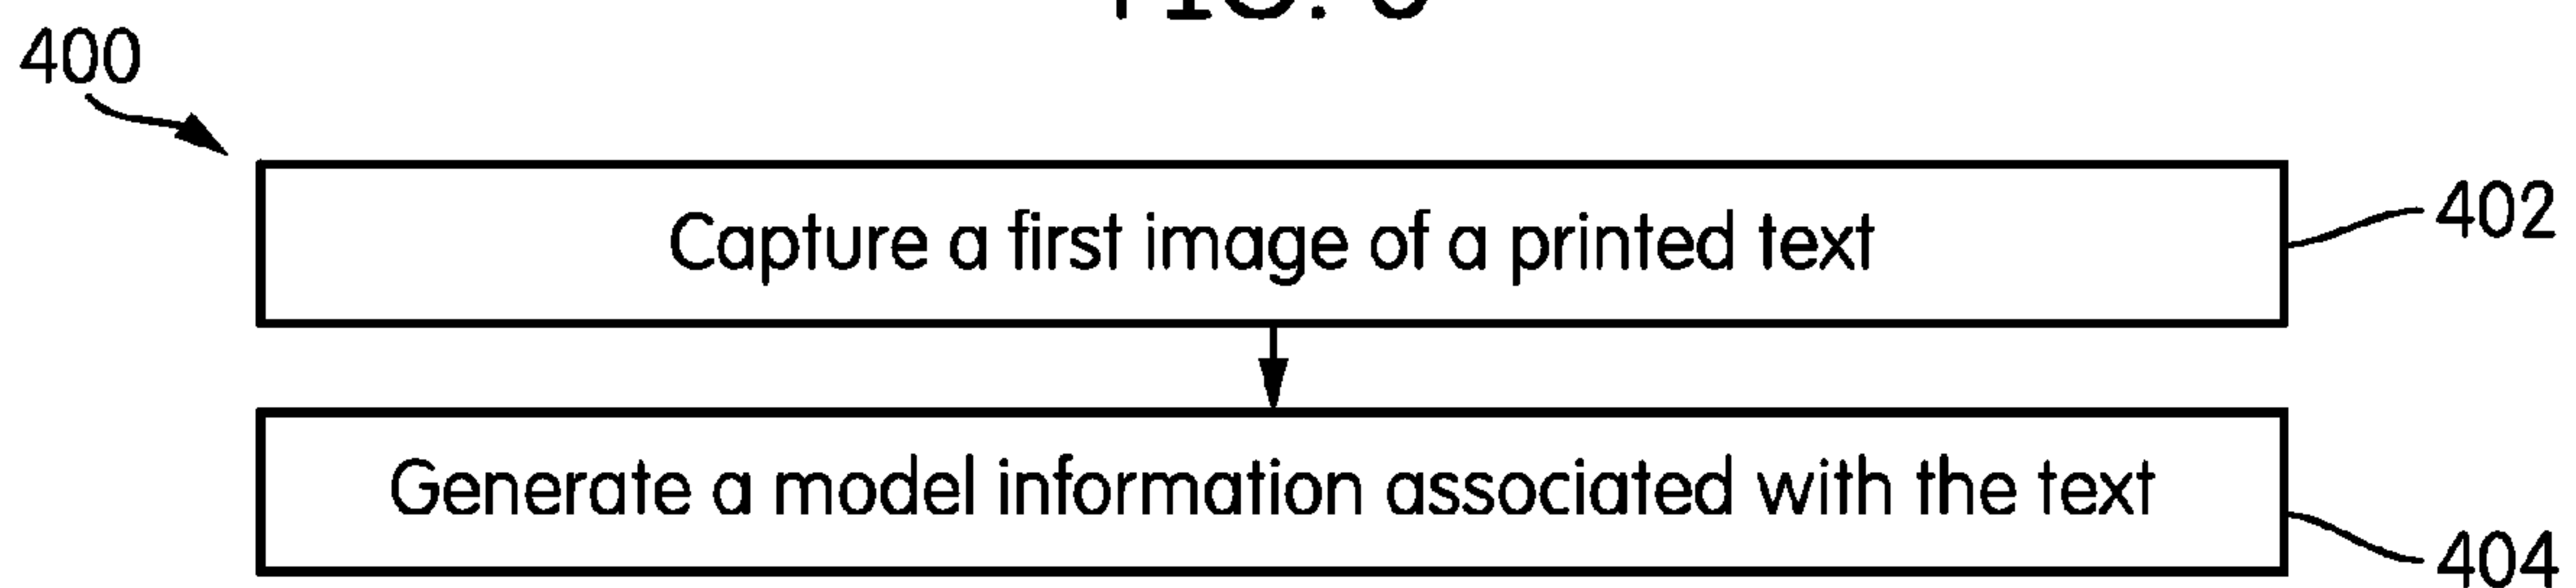 400
Capture a first image of a printed text
402
Generate a model information associated with the text
404